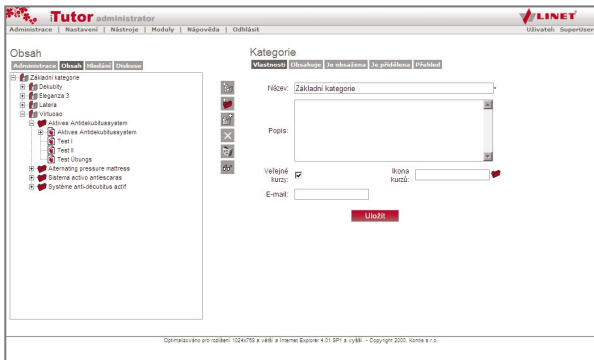 iTutor administrator
LINET
Administrace | Nastavení | Nástroje | Moduly | Nápověda | Odhlásit
Uživatel: SuperUser
Obsah
Administrace Obsah Hledání Diskuse
Základní kategorie
Dekubity
Eleganza 3
Latera
Virtuoso
Aktives Antidekubitussystem
Aktives Antidekubitussystem
Test I
Test II
Test Übungs
Alternating pressure mattress
Sistema activo antiescaras
Système anti-décubitus actif
Kategorie
Vlastnosti Obsahuje Je obsažena Je přidělena Přehled
Název: Základní kategorie
Popis:
Veřejné kurzy:
Ikona kurzů:
E-mail:
Uložit
Optimalizováno pro rozlišení 1024x768 a větší a Internet Explorer 4.01 SP1 a vyšší. - Copyright 2000, Kontis s.r.o.